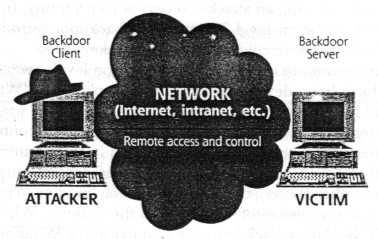 Backdoor
Client
Backdoor
Server
NETWORK
(Internet, intranet, etc.)
Remote access and control
ATTACKER
VICTIM